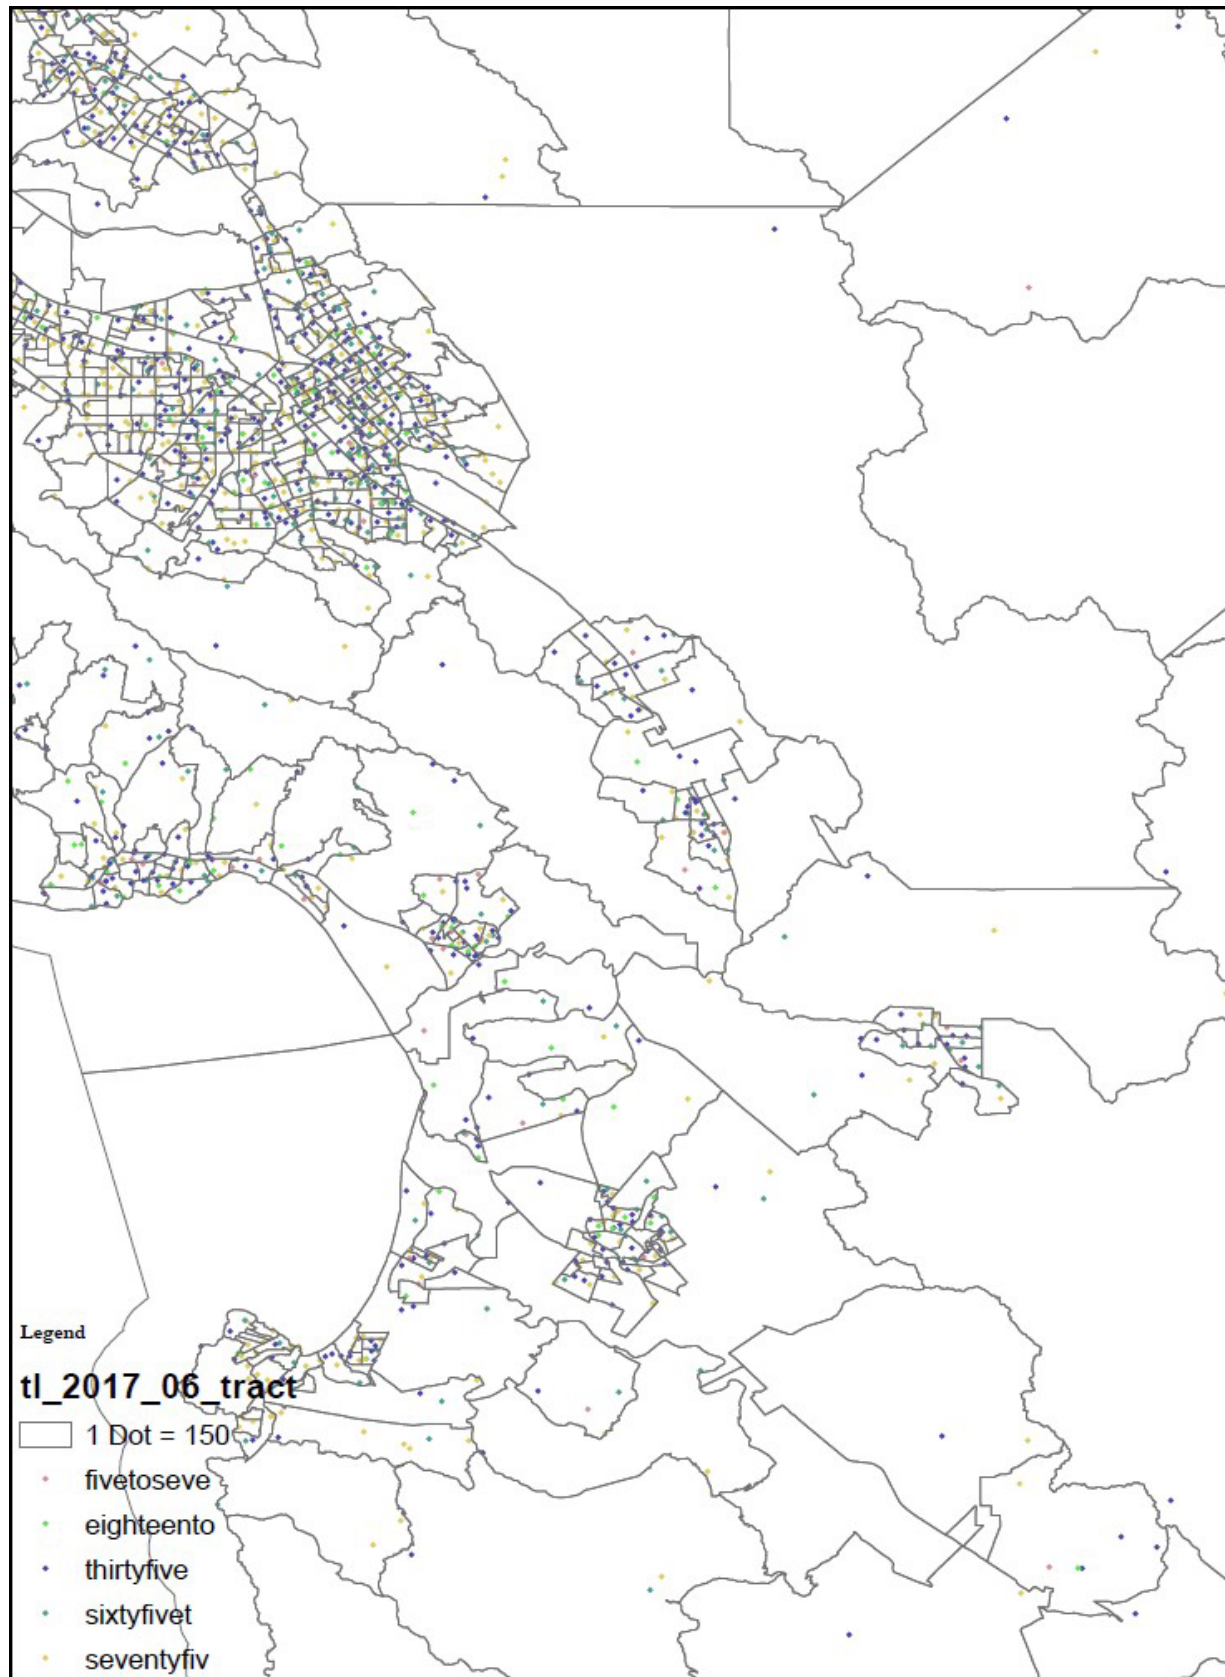 Legend
tl_2017_06_tract
1 Dot = 150
fivetoseve
eighteento
thirtyfive
sixtyfivet
seventyfiv